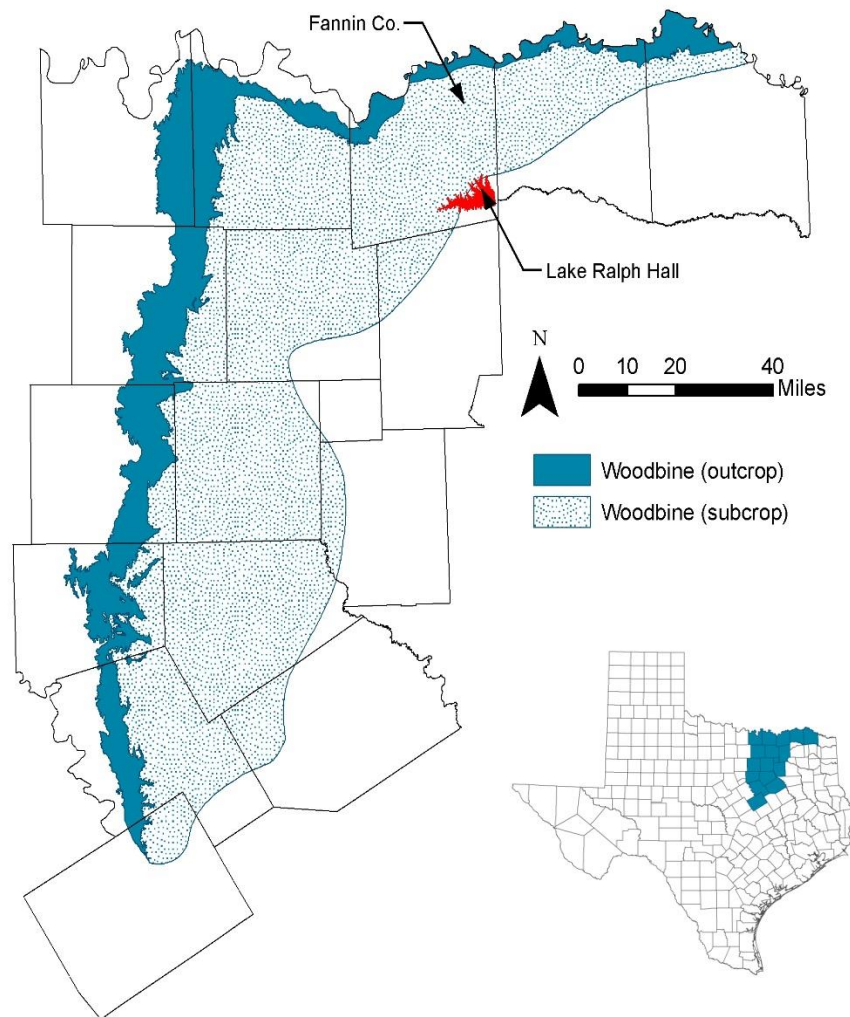 Fannin Co.
Lake Ralph Hall
N
0 10 20 40
Miles
Woodbine (outcrop)
Woodbine (subcrop)